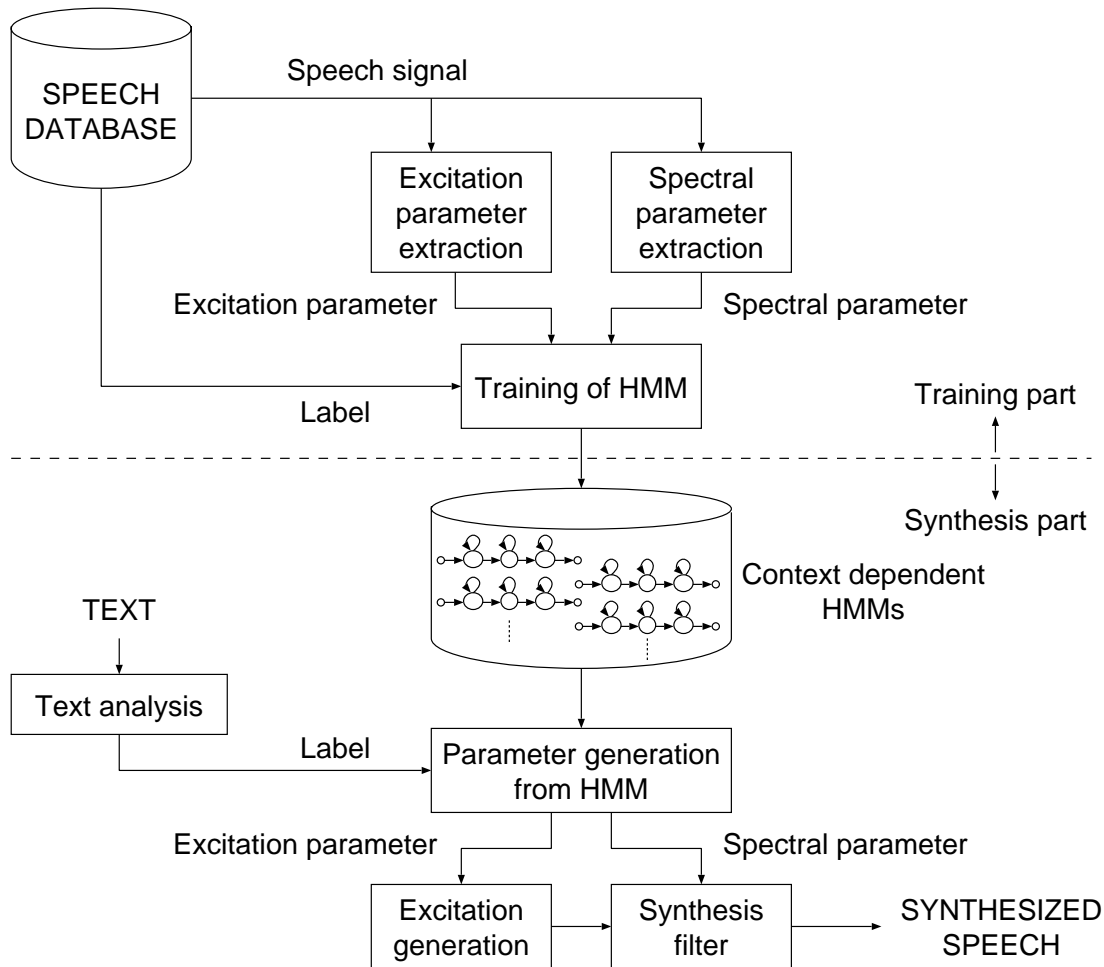 Speech signal
SPEECH
DATABASE
Excitation
parameter
extraction
Spectral
parameter
extraction
Excitation parameter
Spectral parameter
Training of HMM
Label
Training part
Synthesis part
Context dependent
HMMs
TEXT
Text analysis
Label
Parameter generation
from HMM
Excitation parameter
Spectral parameter
Excitation
generation
Synthesis
filter
SYNTHESIZED
SPEECH